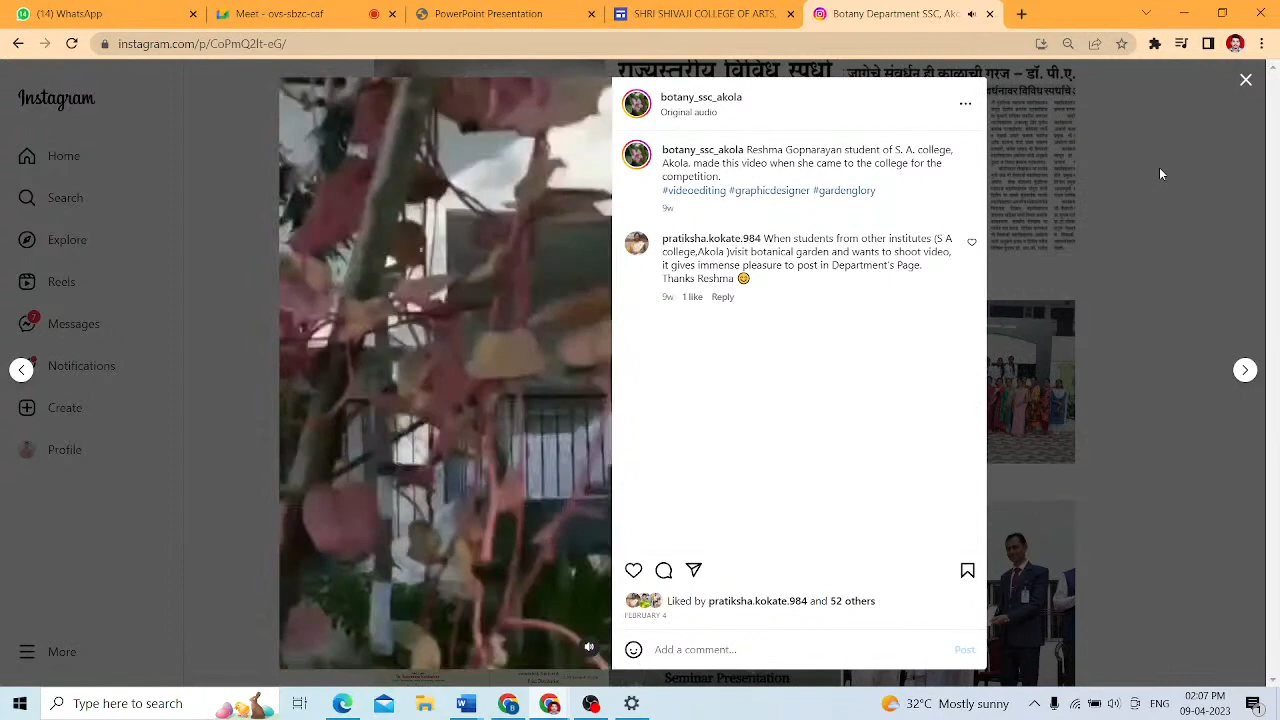 14
Meet - ovs-sbzc-caf
PowerPoint Presentation
SHRI SHIVAJI COLLEGE OF ARTS,
Botany Department SSC, Ak
instagram.com/p/CoPmQ2It-eG/
राज्यस्तरीय विविध स्पर्धा
जागेचे संवर्धन ही काळाची गरज – डॉ. पी.ए.
Instagram
Home
Search
Explore
Reels
7
Messages
Notifications
Create
Profile
More
botany_ssc_akola
Original audio
botany_ssc_akola Reshma Gopnarayan student of S. A. college,
Akola. made this video when she came to the college for the
competition.
#videoediting #graphicdesigner #gardenglory
9w
pratiksha.kokate.984 When students from other institutes (S A
college,Akola )visit botanical garden and wants to shoot video,
it gives immense pleasure to post in Department's Page.
Thanks Reshma
9w 1 like Reply
Liked by pratiksha.kokate.984 and 52 others
FEBRUARY 4
Add a comment...
Post
Seminar Presentation
Type here to search
32°C Mostly sunny
ENG
02:07 PM
09-Apr-2023